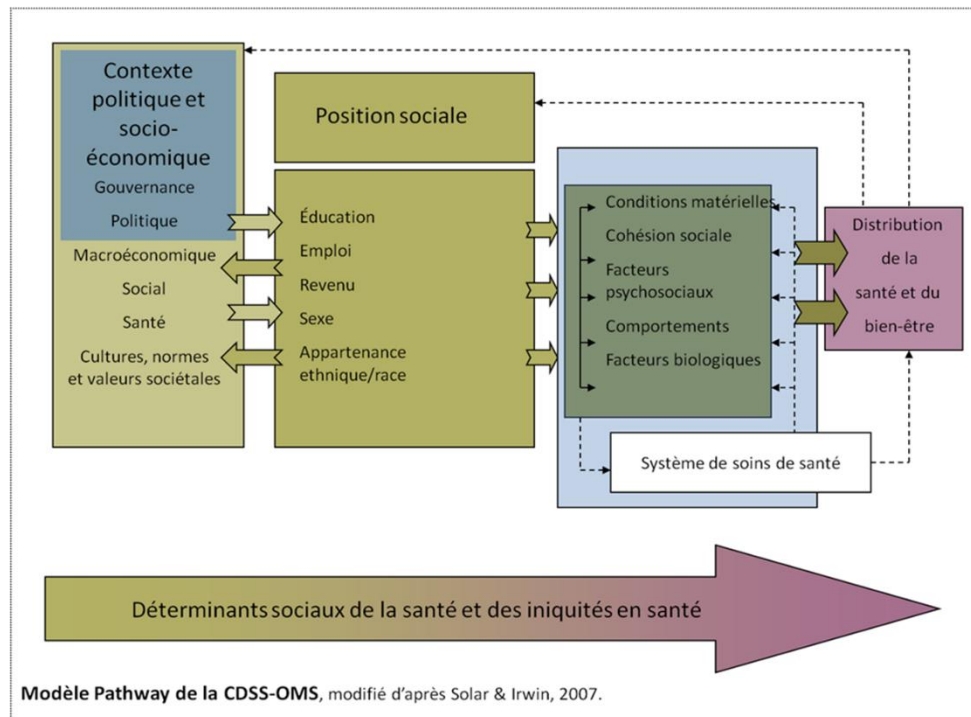 Contexte
politique et
socio-
économique
Gouvernance
Politique
Macroéconomique
Social
Santé
Cultures, normes
et valeurs sociétales
Position sociale
Éducation
Emploi
Revenu
Sexe
Appartenance
ethnique/race
Conditions matérielles
Cohésion sociale
Facteurs
psychosociaux
Comportements
Facteurs biologiques
Système de soins de santé
Distribution
de la
santé et du
bien-être
Déterminants sociaux de la santé et des iniquités en santé
Modèle Pathway de la CDSS-OMS, modifié d'après Solar & Irwin, 2007.